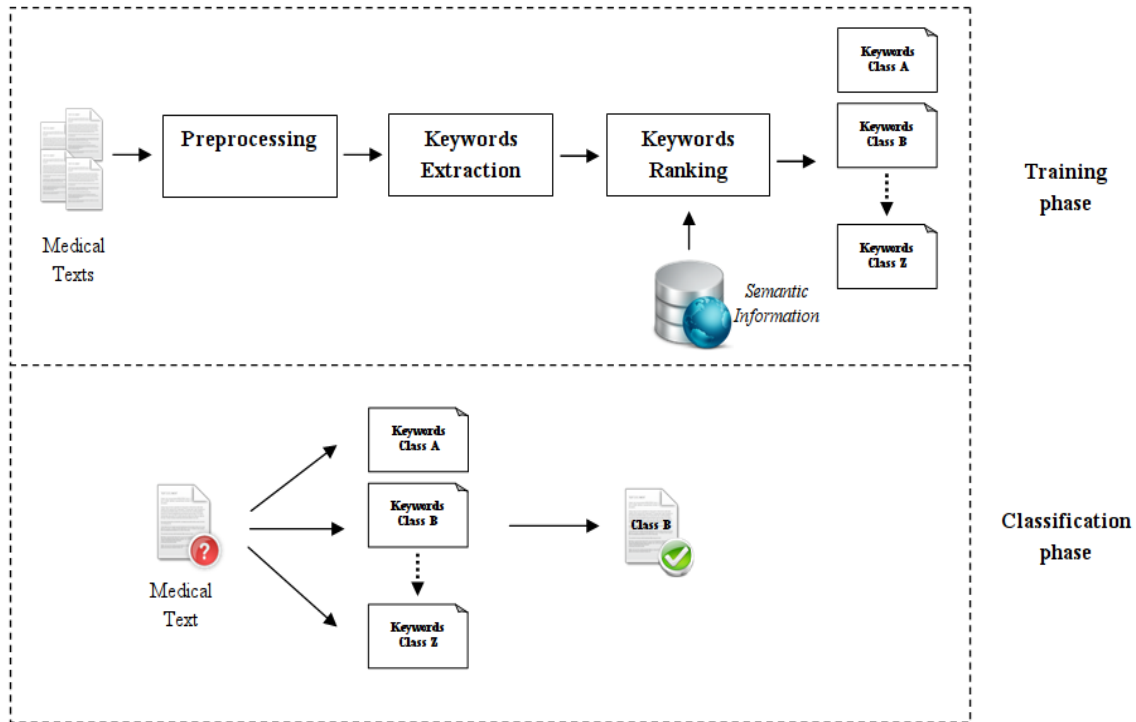 Keywords
Class A
Preprocessing
Keywords
Extraction
Keywords
Ranking
Keywords
Class B
Training
phase
Medical
Texts
Keywords
Class Z
Semantic
Information
Keywords
Class A
Keywords
Class B
Class B
?
Classification
phase
Medical
Text
Keywords
Class Z